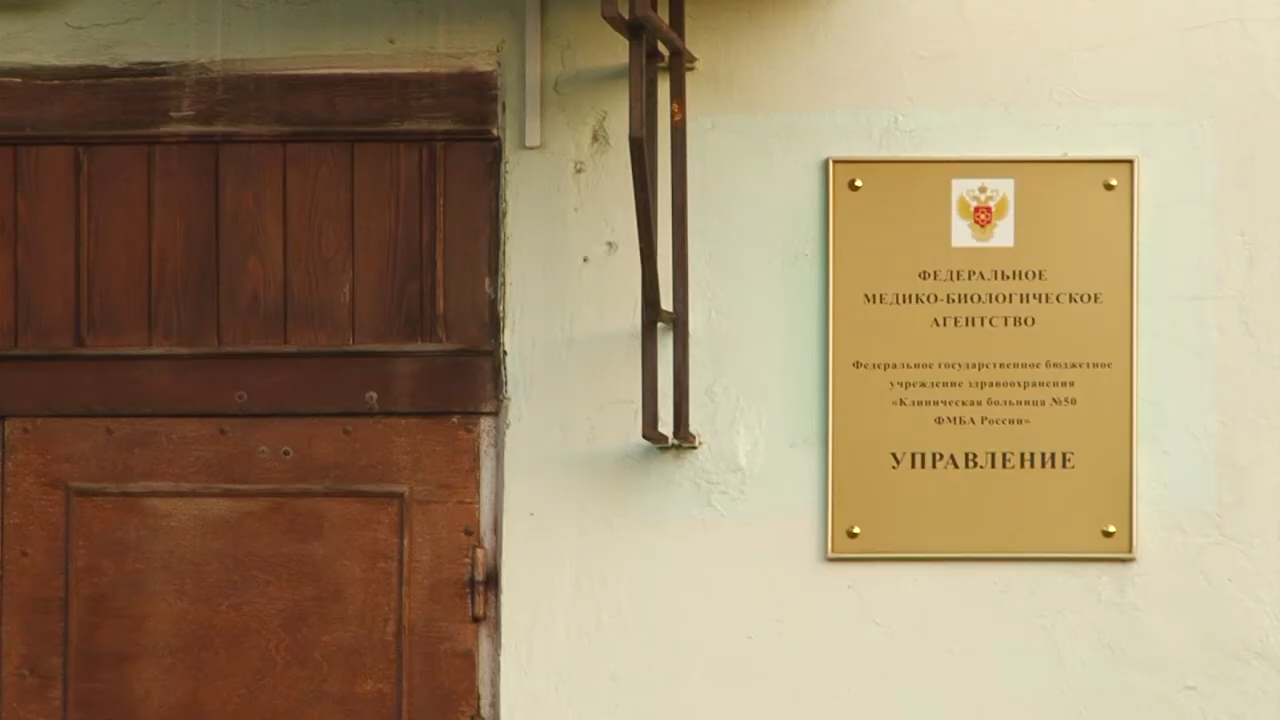 ФЕДЕРАЛЬНОЕ
МЕДИКО-БИОЛОГИЧЕСКОЕ
АГЕНТСТВО
Федеральное государственное бюджетное
учреждение здравоохранения
«Клиническая больница №50
ФМБА России»
УПРАВЛЕНИЕ